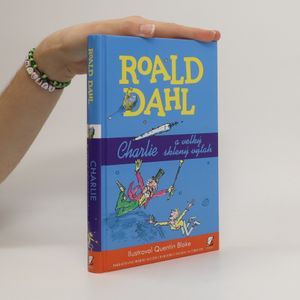 ROALD
DAHL
Charlie
a veľký
sklený výťah
Ilustroval Quentin Blake
ROALD DAHL
CHARLIE